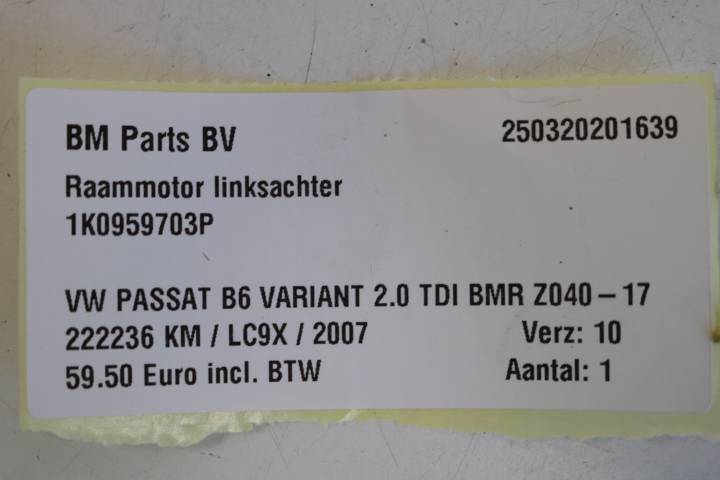 BM Parts BV 250320201639
Raammotor linksachter
1K0959703P
VW PASSAT B6 VARIANT 2.0 TDI BMR Z040-17
222236 KM / LC9X / 2007 Verz: 10
59.50 Euro incl. BTW Aantal: 1